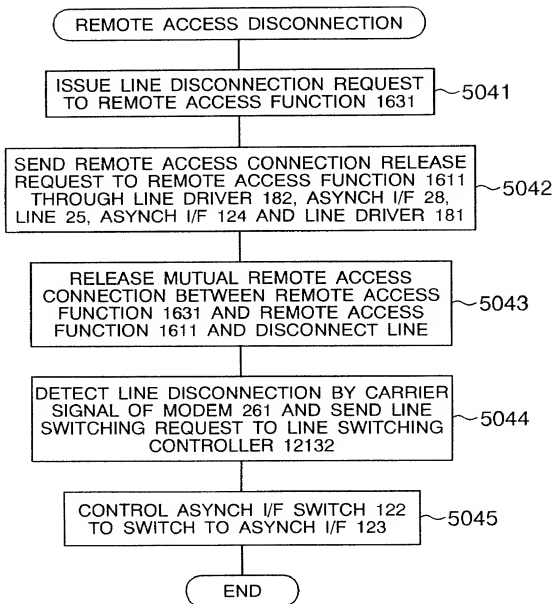 REMOTE ACCESS DISCONNECTION
ISSUE LINE DISCONNECTION REQUEST
TO REMOTE ACCESS FUNCTION 1631
5041
SEND REMOTE ACCESS CONNECTION RELEASE
REQUEST TO REMOTE ACCESS FUNCTION 1611
THROUGH LINE DRIVER 182, ASYNCH I/F 28,
LINE 25, ASYNCH I/F 124 AND LINE DRIVER 181
5042
RELEASE MUTUAL REMOTE ACCESS
CONNECTION BETWEEN REMOTE ACCESS
FUNCTION 1631 AND REMOTE ACCESS
FUNCTION 1611 AND DISCONNECT LINE
5043
DETECT LINE DISCONNECTION BY CARRIER
SIGNAL OF MODEM 261 AND SEND LINE
SWITCHING REQUEST TO LINE SWITCHING
CONTROLLER 12132
5044
CONTROL ASYNCH I/F SWITCH 122
TO SWITCH TO ASYNCH I/F 123
5045
END